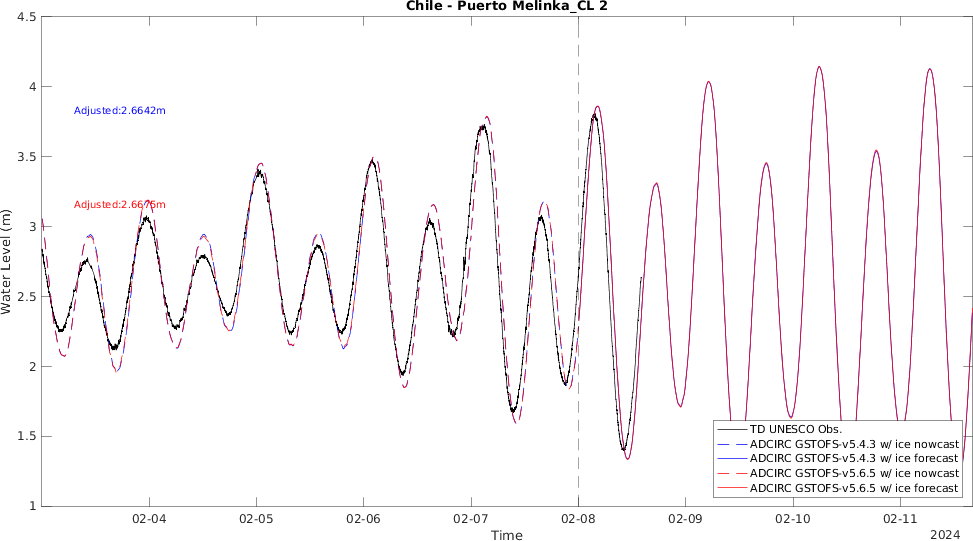 Chile - Puerto Melinka_CL 2
4.5
4
3.5
3
2.5
2
1.5
1
Water Level (m)
Adjusted:2.6642m
Adjusted:2.6675m
TD UNESCO Obs.
ADCIRC GSTOFS-v5.4.3 w/ ice nowcast
ADCIRC GSTOFS-v5.4.3 w/ ice forecast
ADCIRC GSTOFS-v5.6.5 w/ ice nowcast
ADCIRC GSTOFS-v5.6.5 w/ ice forecast
02-04 02-05 02-06 02-07 02-08 02-09 02-10 02-11
Time
2024